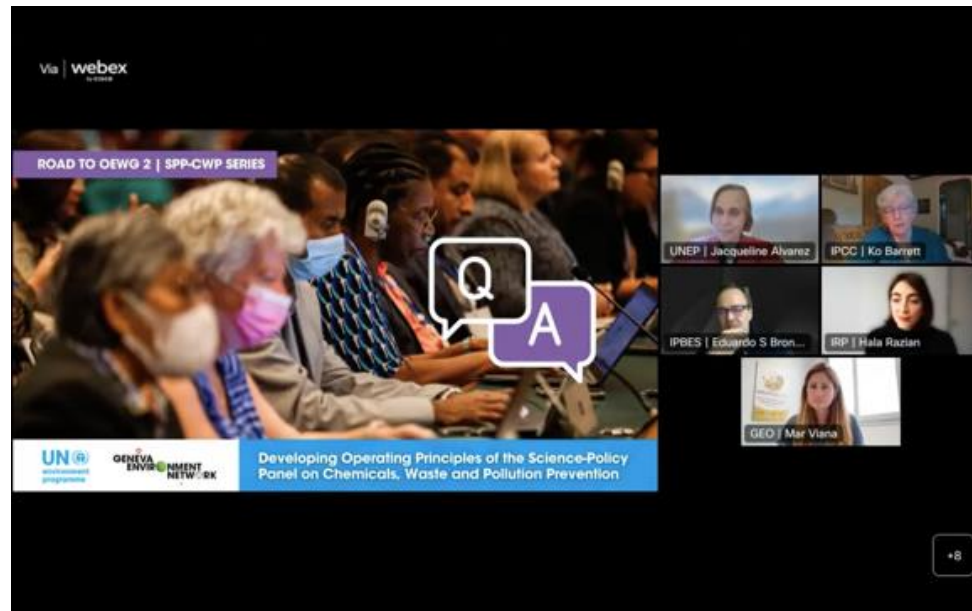 Via | webex
by CISCO
ROAD TO OEWG 2 | SPP-CWP SERIES
Q
A
UNEP | Jacqueline Alvarez
IPCC | Ko Barrett
IPBES | Eduardo S Bron...
IRP | Hala Razian
GEO | Mar Viana
UN
environment
programme
GENEVA
ENVIRONMENT
NETWORK
Developing Operating Principles of the Science-Policy
Panel on Chemicals, Waste and Pollution Prevention
+8